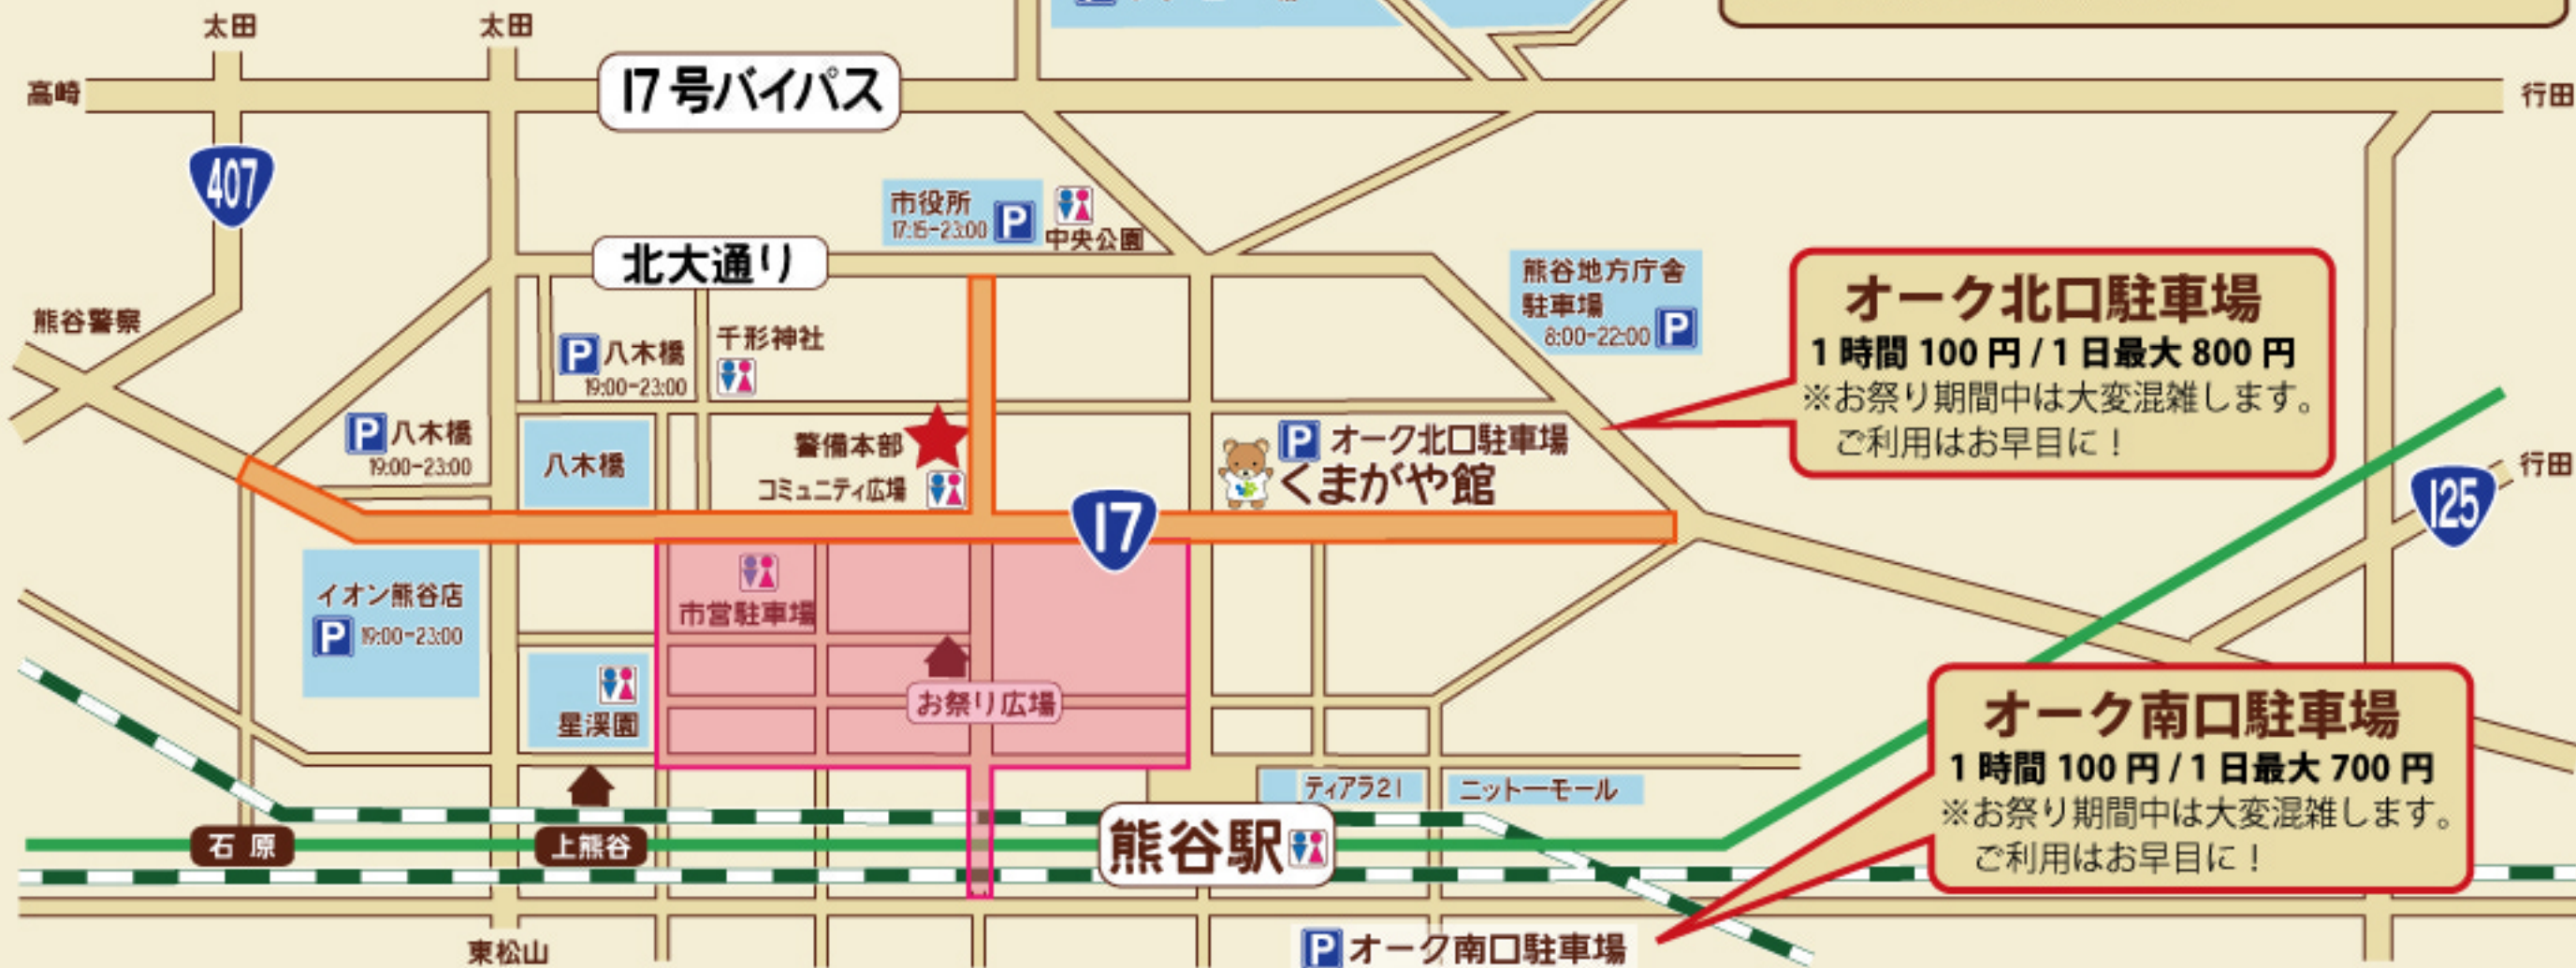 太田
太田
高崎
17号バイパス
行田
407
市役所
17:15-23:00
P
中央公園
北大通り
熊谷地方庁舎
駐車場
8:00-22:00
P
オーク北口駐車場
1時間100円/1日最大800円
※お祭り期間中は大変混雑します。
ご利用はお早目に!
熊谷警察
P
八木橋
19:00-23:00
千形神社
P
八木橋
19:00-23:00
八木橋
警備本部
コミュニティ広場
P
オーク北口駐車場
くまがや館
17
行田
125
イオン熊谷店
P
19:00-23:00
市営駐車場
お祭り広場
星渓園
オーク南口駐車場
1時間100円/1日最大700円
※お祭り期間中は大変混雑します。
ご利用はお早目に!
ティアラ21
ニットーモール
石原
上熊谷
熊谷駅
東松山
P
オーク南口駐車場